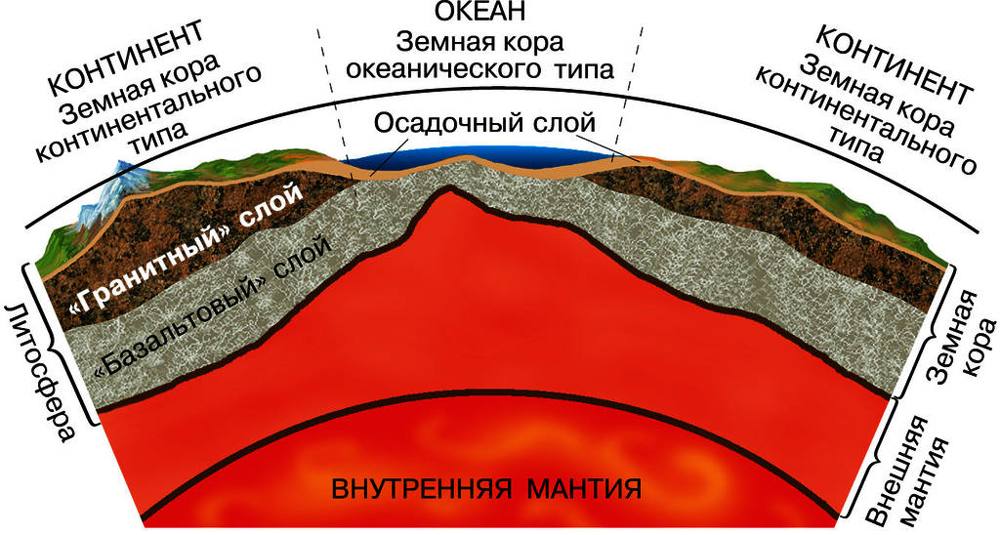 КОНТИНЕНТ
Земная кора
континентального
типа
ОКЕАН
Земная кора
океанического типа
КОНТИНЕНТ
Земная кора
континентального
типа
Осадочный слой
«Гранитный» слой
«Базальтовый» слой
Литосфера
Земная
кора
Внешняя
мантия
ВНУТРЕННЯЯ МАНТИЯ